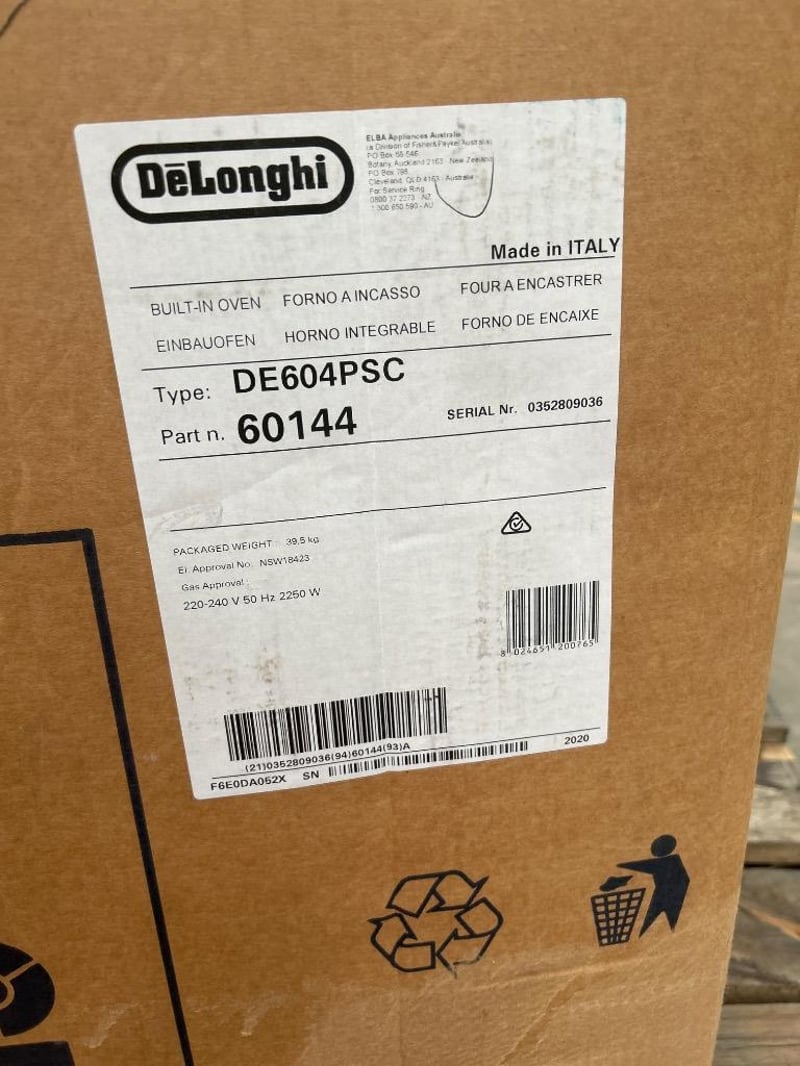 DēLonghi
ELBA Appliances Australia
(a Division of Fisher & Paykel Australia)
PO Box 58-546
Botany, Auckland 2163 New Zealand
PO Box 798
Cleveland QLD 4163 Australia
For Service Ring
0800 37 2273 NZ
1 300 650 590 - AU
Made in ITALY
BUILT-IN OVEN FORNO A INCASSO FOUR A ENCASTRER
EINBAUOFEN HORNO INTEGRABLE FORNO DE ENCAIXE
Type: DE604PSC
Part n. 60144 SERIAL Nr. 0352809036
PACKAGED WEIGHT : 39,5 kg
El. Approval No. NSW18423
Gas Approval :
220-240 V 50 Hz 2250 W
8 024651 200765
(21)0352809036(94)60144(93)A
F6E0DA052X SN 2020